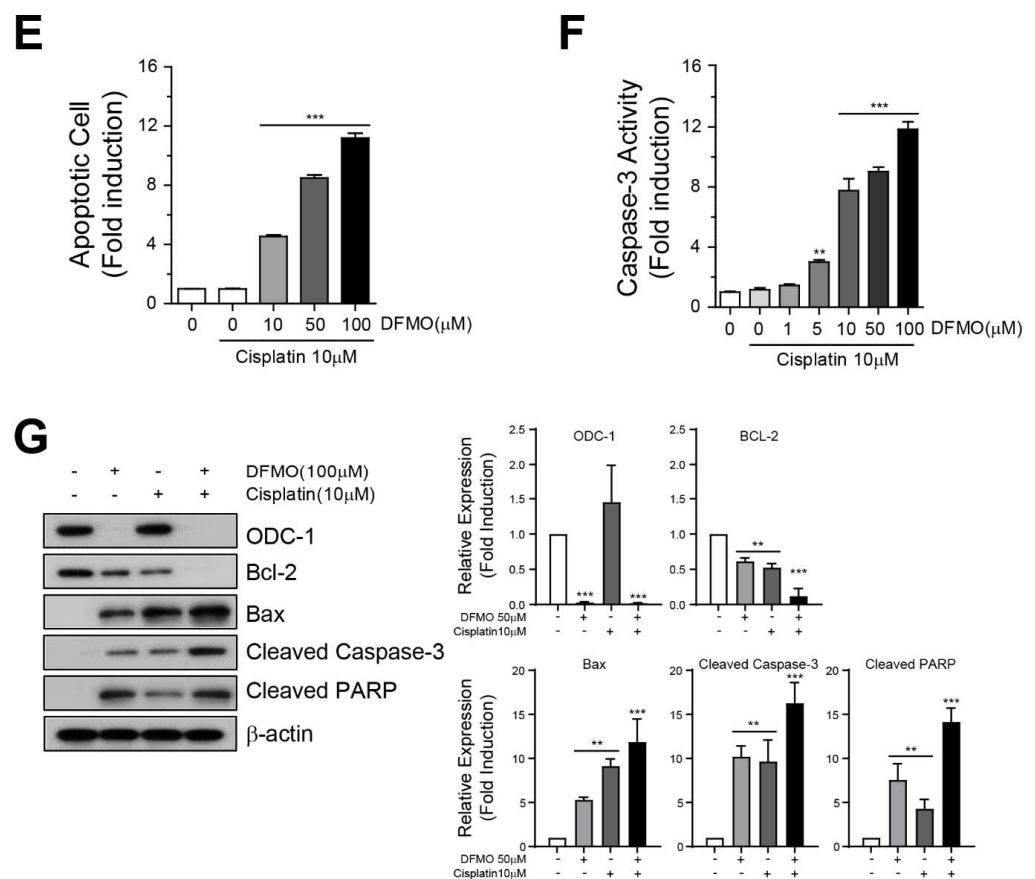 E
16
12
8
4
0
Apoptotic Cell
(Fold induction)
***
0 0 10 50 100 DFMO(μM)
Cisplatin 10μM
F
16
12
8
4
0
Caspase-3 Activity
(Fold induction)
**
***
0 0 1 5 10 50 100 DFMO(μM)
Cisplatin 10μM
G
- + - + DFMO(100μM)
- - + + Cisplatin(10μM)
ODC-1
Bcl-2
Bax
Cleaved Caspase-3
Cleaved PARP
β-actin
Relative Expression
(Fold Induction)
ODC-1
2.5
2.0
1.5
1.0
0.5
0.0
*** ***
DFMO 50μM - + - +
Cisplatin10μM - - + +
BCL-2
2.5
2.0
1.5
1.0
0.5
0.0
**
***
- + - +
- - + +
Relative Expression
(Fold Induction)
Bax
20
15
10
5
0
**
***
DFMO 50μM - + - +
Cisplatin10μM - - + +
Cleaved Caspase-3
20
15
10
5
0
**
***
- + - +
- - + +
Cleaved PARP
20
15
10
5
0
**
***
- + - +
- - + +